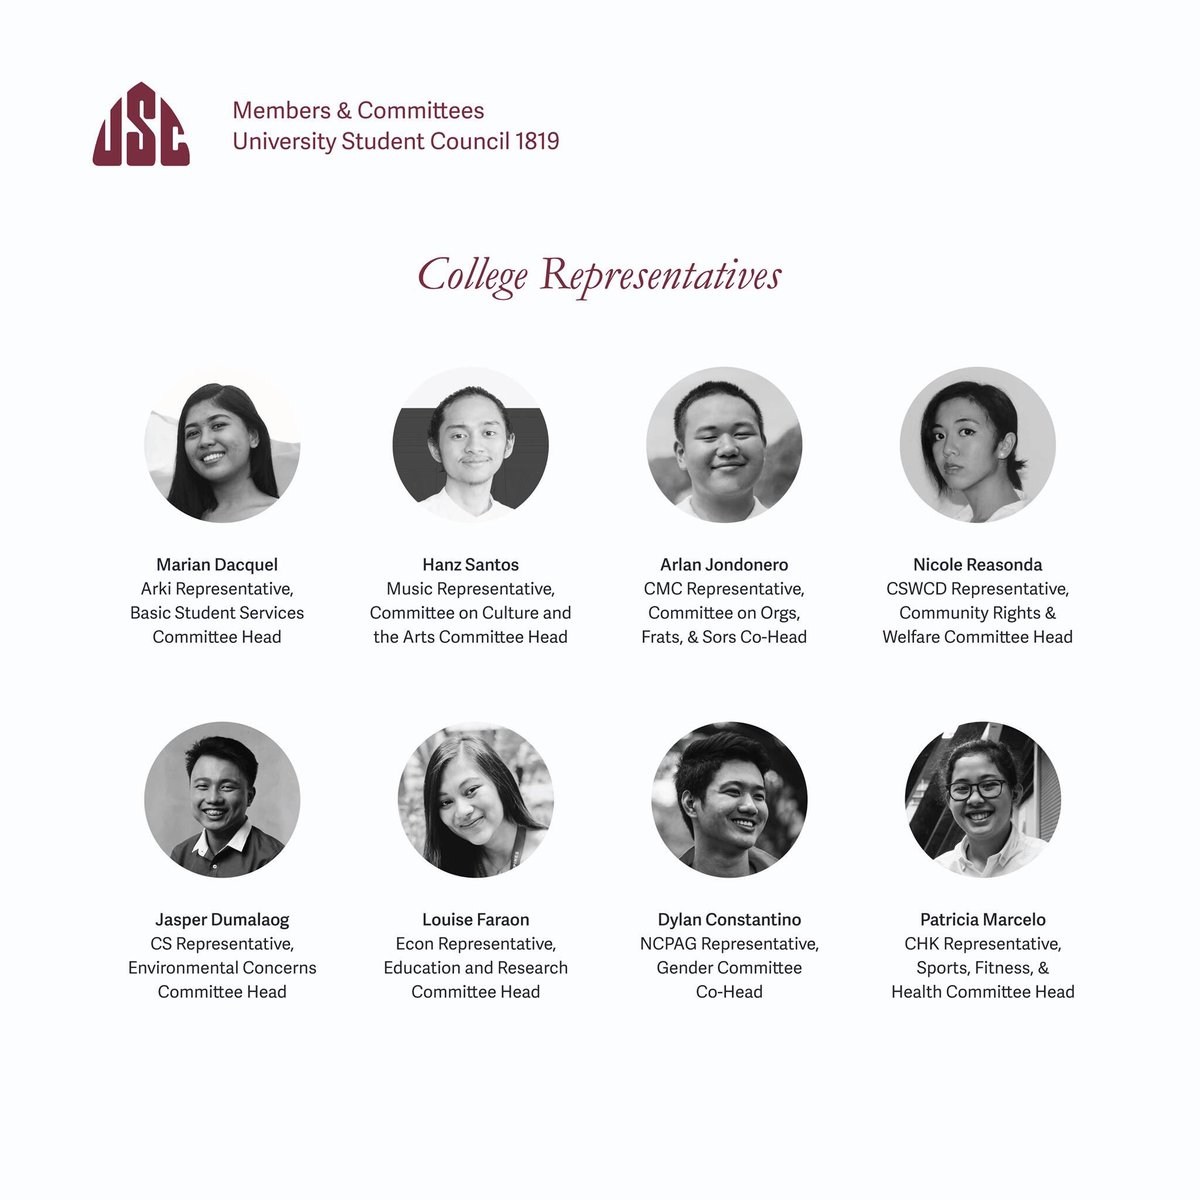 USC
Members & Committees
University Student Council 1819
College Representatives
Marian Dacquel
Arki Representative,
Basic Student Services
Committee Head
Hanz Santos
Music Representative,
Committee on Culture and
the Arts Committee Head
Arlan Jondonero
CMC Representative,
Committee on Orgs,
Frats, & Sors Co-Head
Nicole Reasonda
CSWCD Representative,
Community Rights &
Welfare Committee Head
Jasper Dumalaog
CS Representative,
Environmental Concerns
Committee Head
Louise Faraon
Econ Representative,
Education and Research
Committee Head
Dylan Constantino
NCPAG Representative,
Gender Committee
Co-Head
Patricia Marcelo
CHK Representative,
Sports, Fitness, &
Health Committee Head